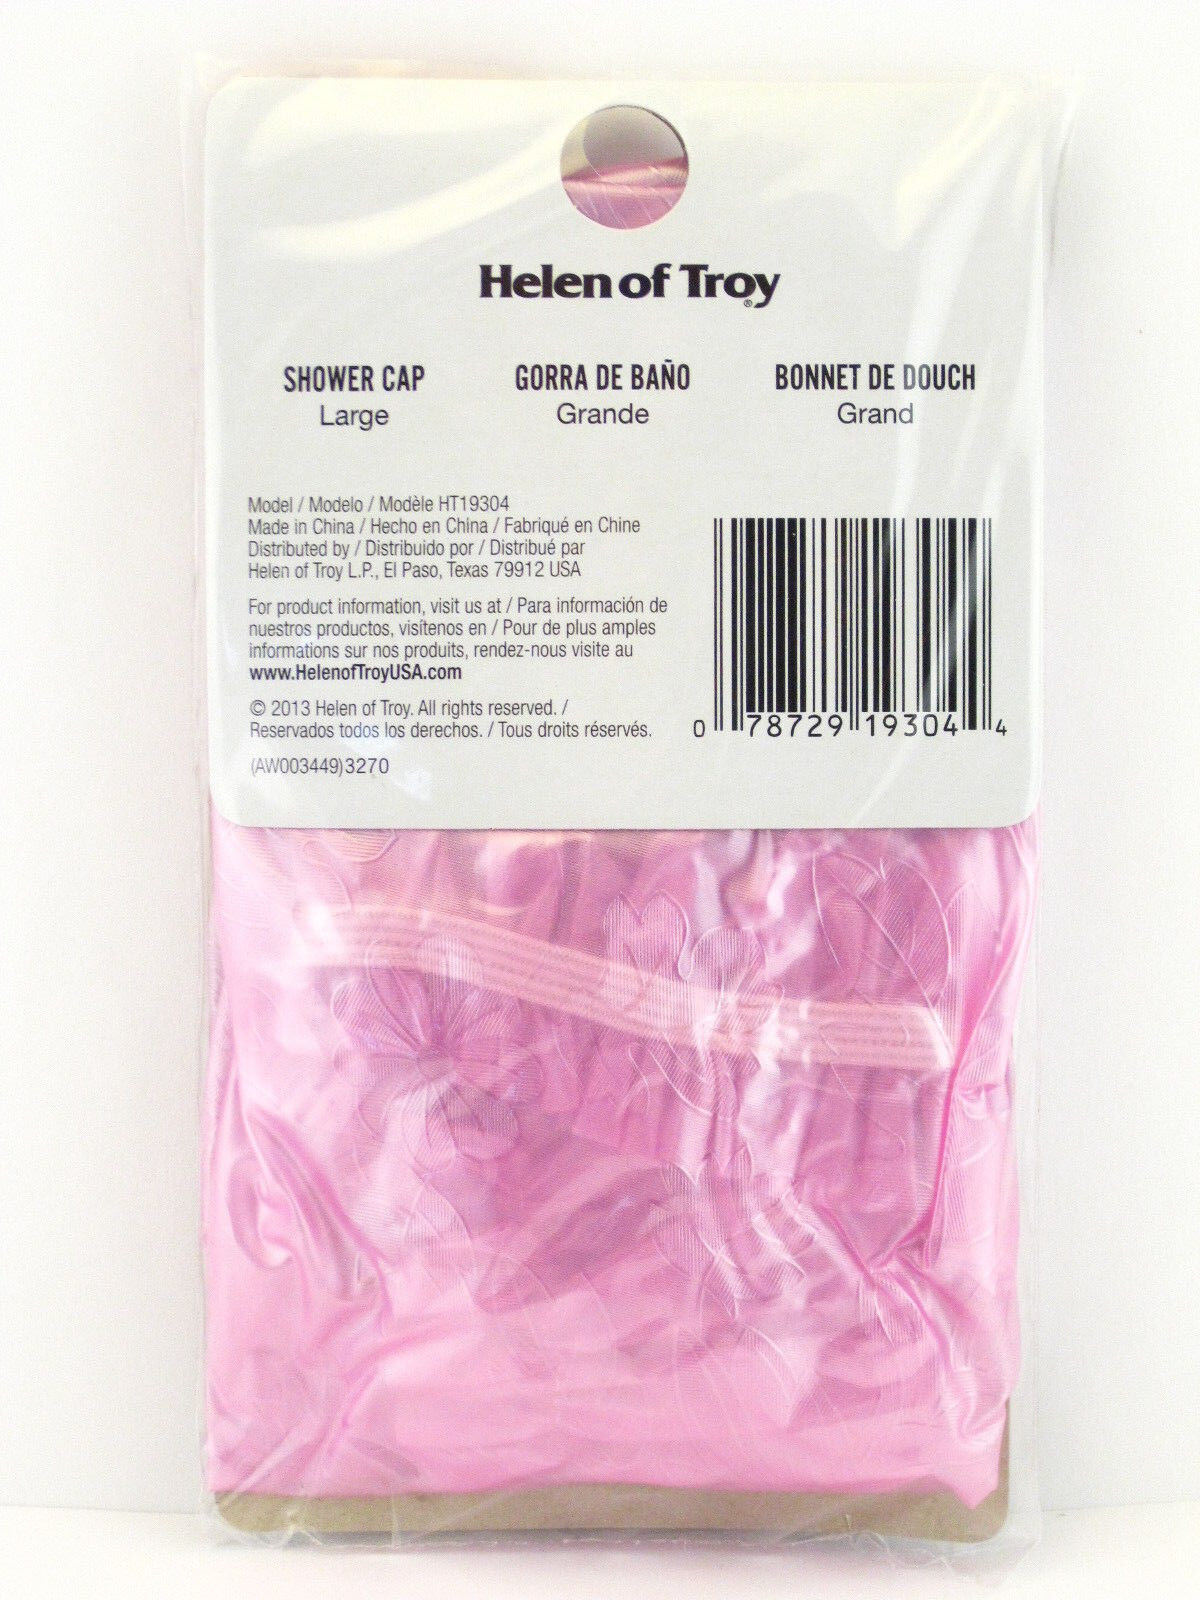 Helen of Troy®
SHOWER CAP
Large
GORRA DE BAÑO
Grande
BONNET DE DOUCH
Grand
Model / Modelo / Modèle HT19304
Made in China / Hecho en China / Fabriqué en Chine
Distributed by / Distribuido por / Distribué par
Helen of Troy L.P., El Paso, Texas 79912 USA
For product information, visit us at / Para información de
nuestros productos, visítenos en / Pour de plus amples
informations sur nos produits, rendez-nous visite au
www.HelenofTroyUSA.com
© 2013 Helen of Troy. All rights reserved. /
Reservados todos los derechos. / Tous droits réservés.
(AW003449)3270
0 78729 19304 4